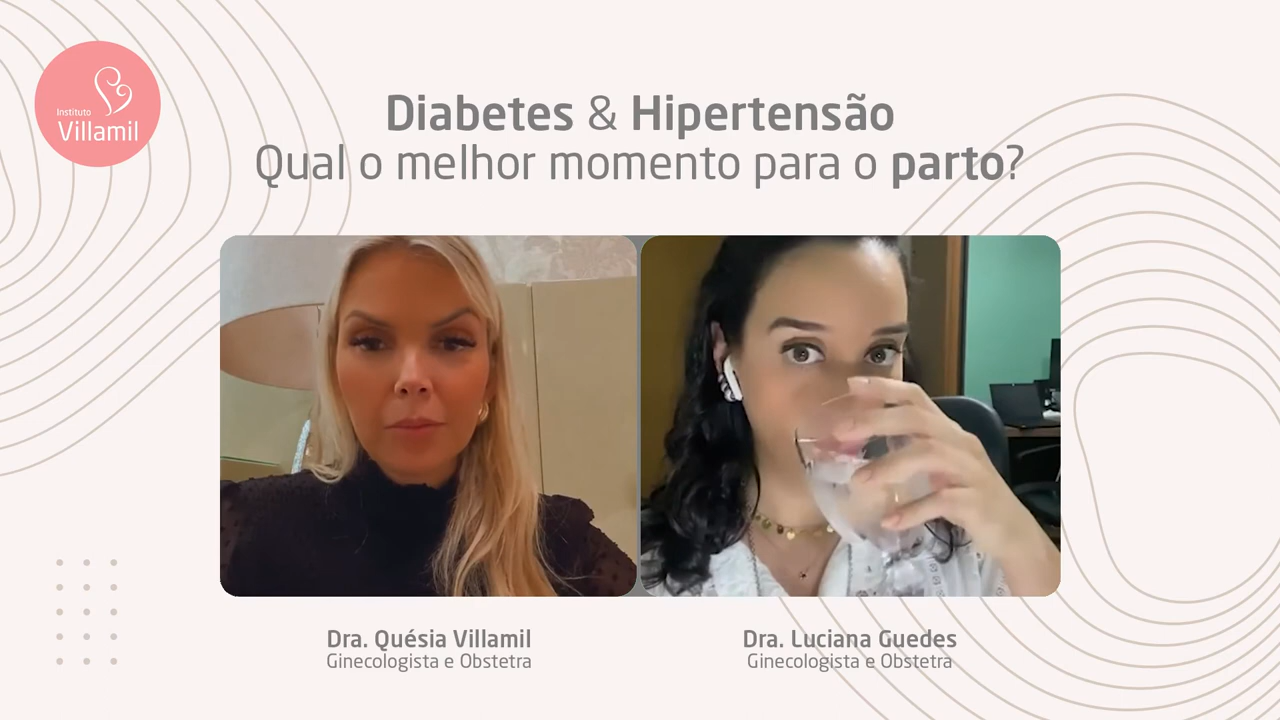 Instituto
Villamil
Diabetes & Hipertensão
Qual o melhor momento para o parto?
Dra. Quésia Villamil
Ginecologista e Obstetra
Dra. Luciana Guedes
Ginecologista e Obstetra